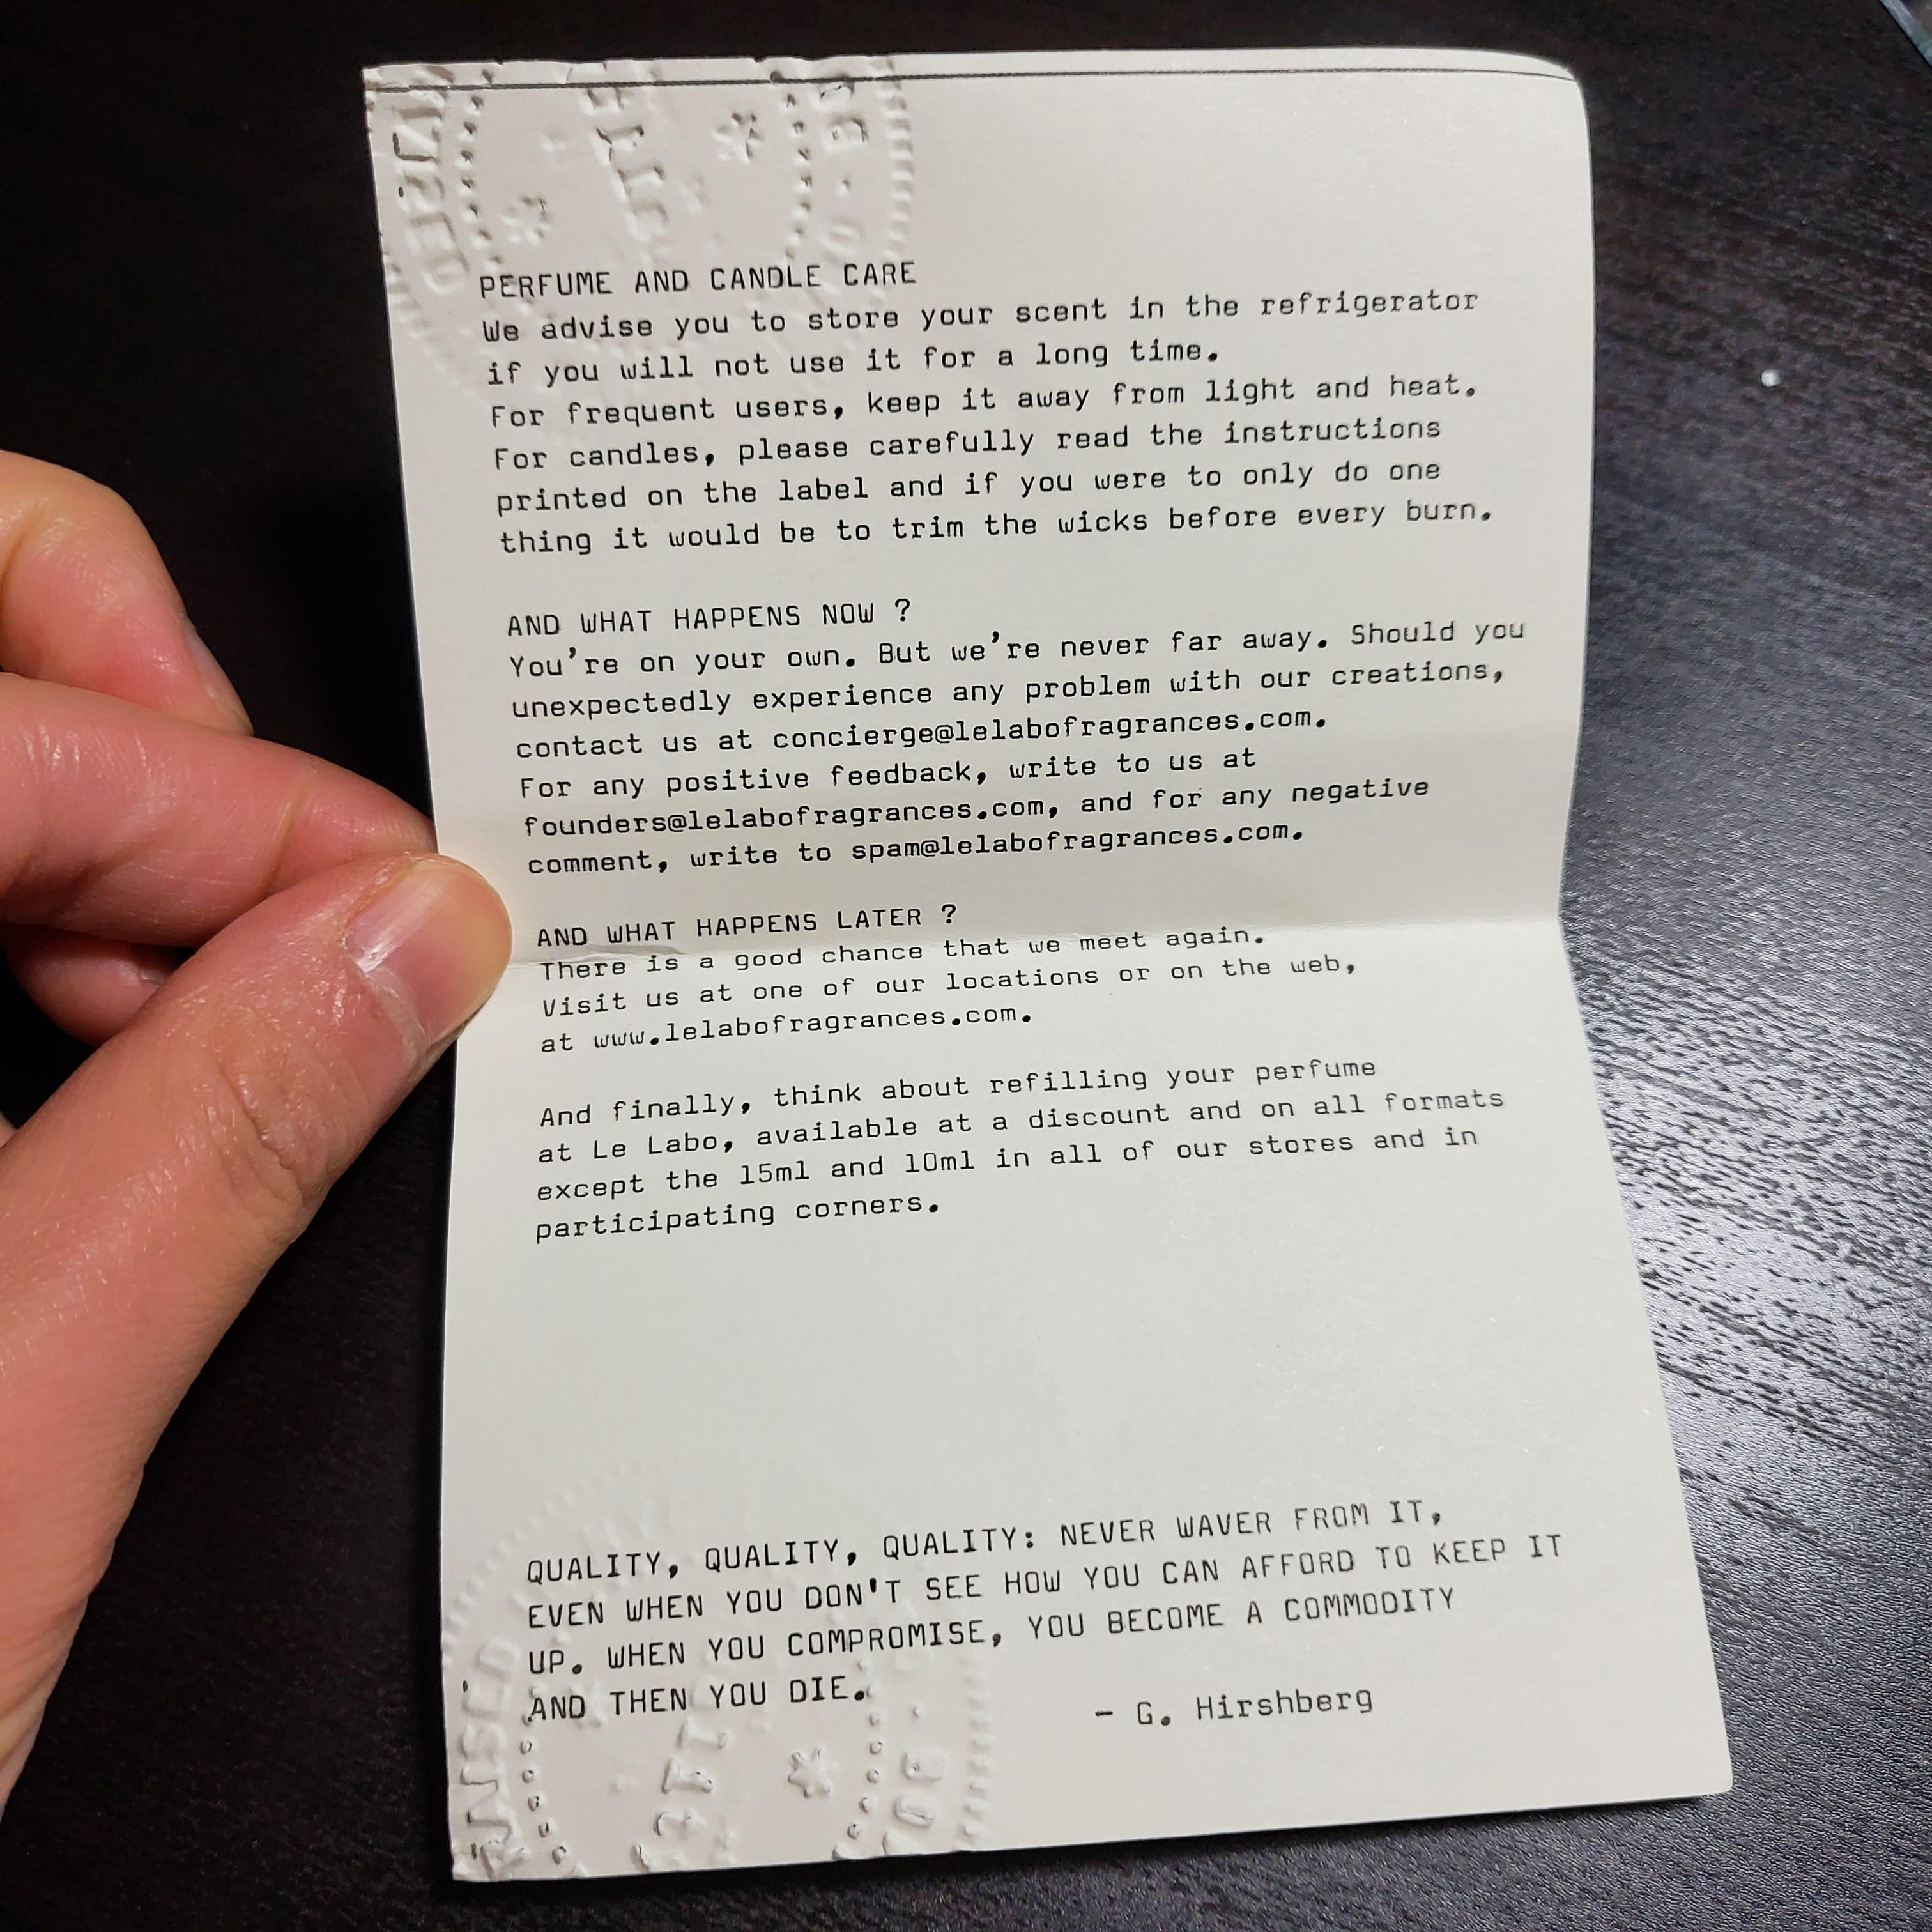 PERFUME AND CANDLE CARE
We advise you to store your scent in the refrigerator
if you will not use it for a long time.
For frequent users, keep it away from light and heat.
For candles, please carefully read the instructions
printed on the label and if you were to only do one
thing it would be to trim the wicks before every burn.
AND WHAT HAPPENS NOW ?
You're on your own. But we're never far away. Should you
unexpectedly experience any problem with our creations,
contact us at concierge@lelabofragrances.com.
For any positive feedback, write to us at
founders@lelabofragrances.com, and for any negative
comment, write to spam@lelabofragrances.com.
AND WHAT HAPPENS LATER ?
There is a good chance that we meet again.
Visit us at one of our locations or on the web,
at www.lelabofragrances.com.
And finally, think about refilling your perfume
at Le Labo, available at a discount and on all formats
except the 15ml and 10ml in all of our stores and in
participating corners.
QUALITY, QUALITY, QUALITY: NEVER WAVER FROM IT,
EVEN WHEN YOU DON'T SEE HOW YOU CAN AFFORD TO KEEP IT
UP. WHEN YOU COMPROMISE, YOU BECOME A COMMODITY
AND THEN YOU DIE.
- G. Hirshberg